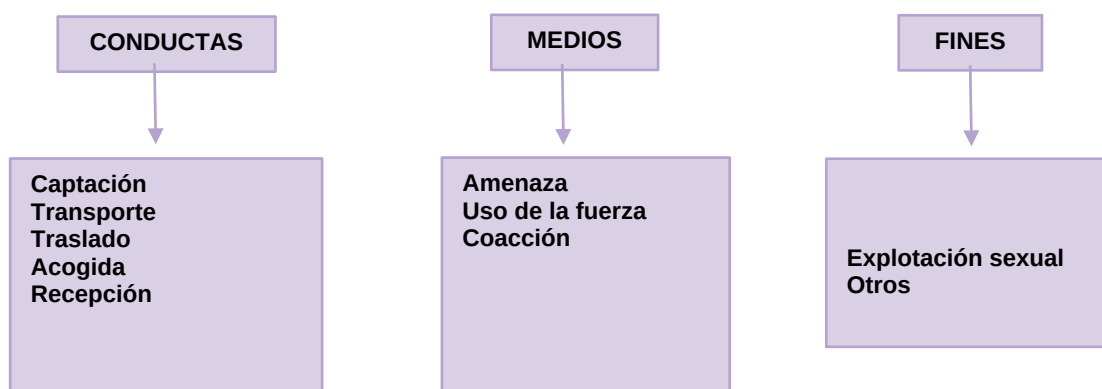 CONDUCTAS
Captación
Transporte
Traslado
Acogida
Recepción
MEDIOS
Amenaza
Uso de la fuerza
Coacción
FINES
Explotación sexual
Otros